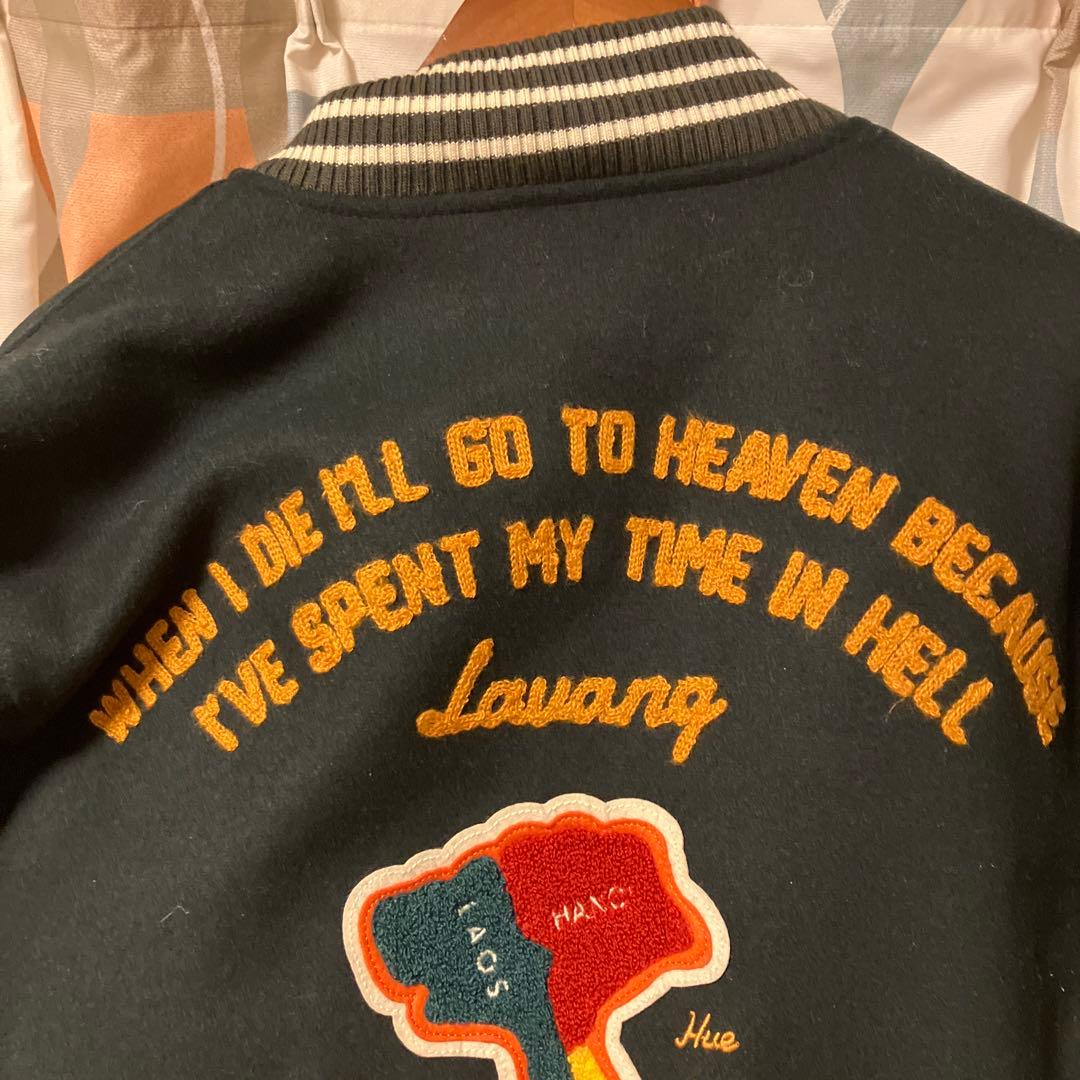 WHEN I DIE I'LL GO TO HEAVEN BECAUSE
I'VE SPENT MY TIME IN HELL
Lavang
LAOS
HANOI
Hue